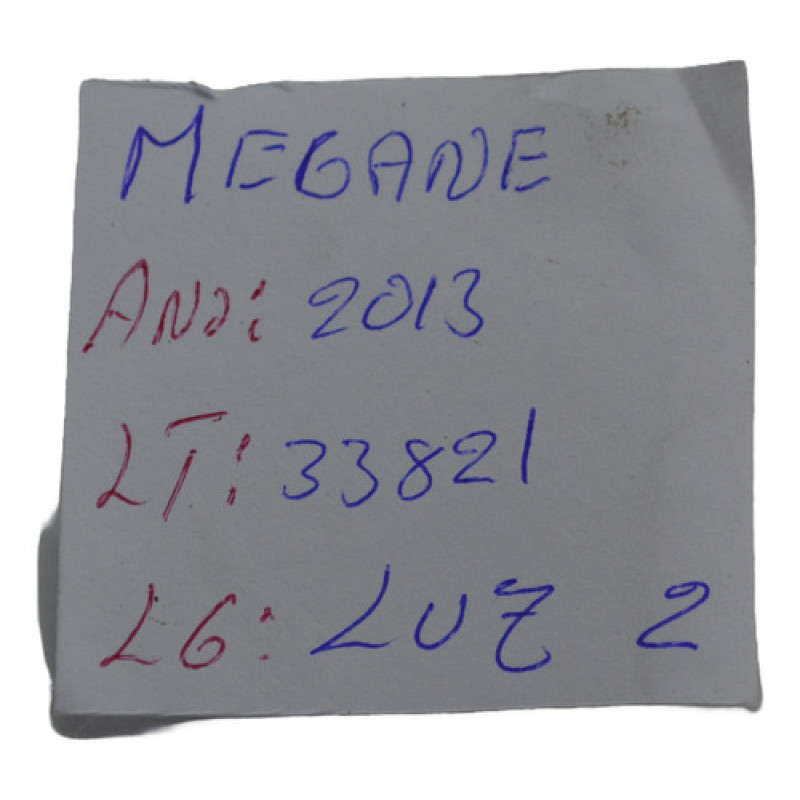 MEGANE
Ano: 2013
LT: 33821
LG: LUZ 2